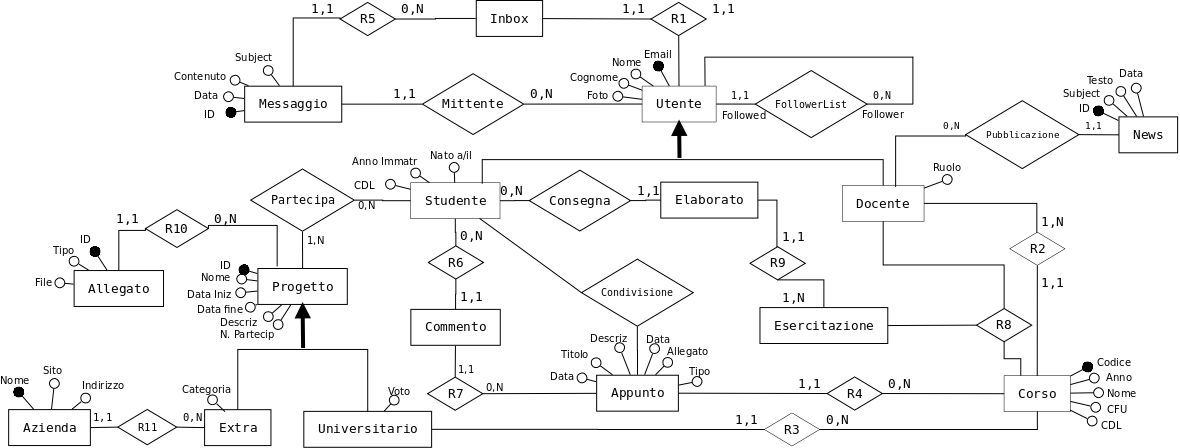 1,1 R5 0,N Inbox 1,1 R1 1,1
Subject
Contenuto
Data
ID
Messaggio
1,1 Mittente 0,N
Email
Nome
Cognome
Foto
Utente
1,1 FollowerList 0,N
Followed Follower
0,N Pubblicazione 1,1
Data
Testo
Subject
ID
News
Anno Immatr Nato a/il
CDL
Partecipa 0,N Studente 0,N Consegna 1,1 Elaborato
Ruolo
Docente
1,N
1,1 R10 0,N
1,N
ID
Tipo
File
Allegato
ID
Nome
Data Iniz
Data fine
Descriz
N. Partecip
Progetto
0,N
R6
1,1
Commento
Condivisione
1,1
R9
1,N
Esercitazione
R8
R2
1,1
1,1
R7 0,N
Descriz Data
Titolo Allegato
Data Tipo
Appunto
1,1 R4 0,N
Corso
Codice
Anno
Nome
CFU
CDL
Nome
Sito
Indirizzo
Azienda 1,1 R11 0,N Extra
Categoria
Voto
Universitario
1,1 R3 0,N